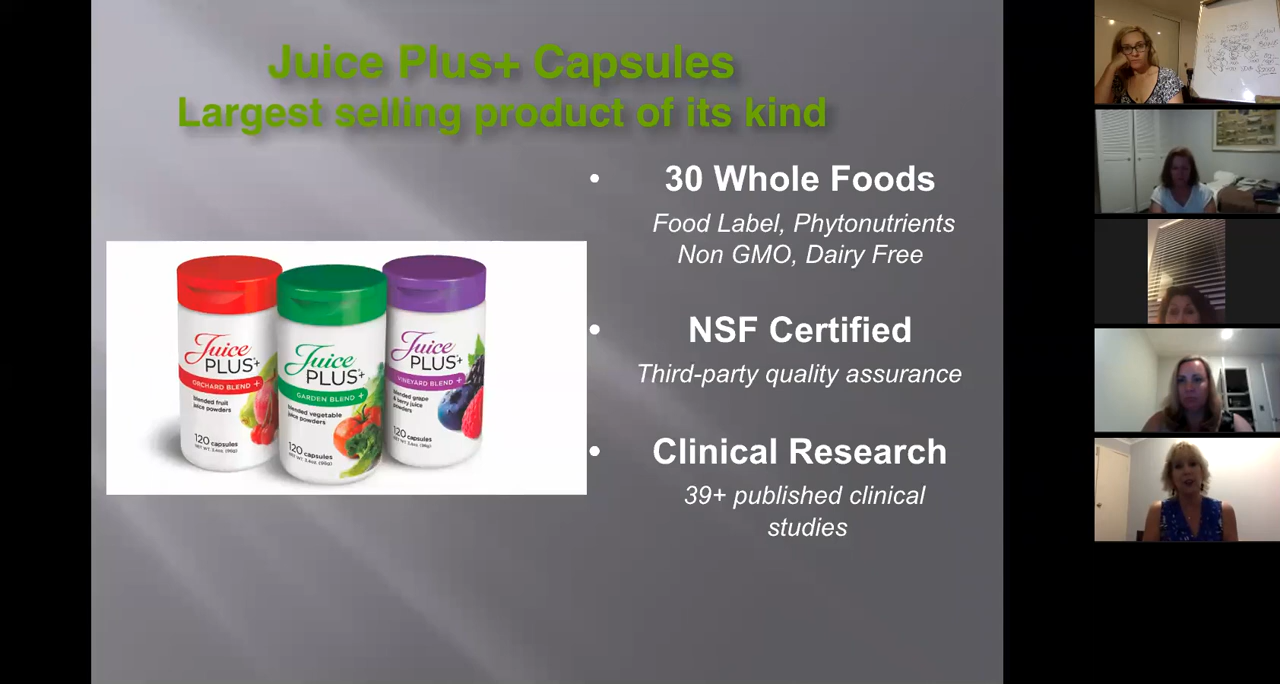 Juice Plus+ Capsules
Largest selling product of its kind
• 30 Whole Foods
Food Label, Phytonutrients
Non GMO, Dairy Free
• NSF Certified
Third-party quality assurance
• Clinical Research
39+ published clinical
studies
Juice
PLUS+
ORCHARD BLEND +
blended fruit
juice powders
120 capsules
Juice
PLUS+
GARDEN BLEND +
blended vegetable
juice powders
120 capsules
Juice
PLUS+
VINEYARD BLEND +
blended grape
& berry juice
powders
120 capsules